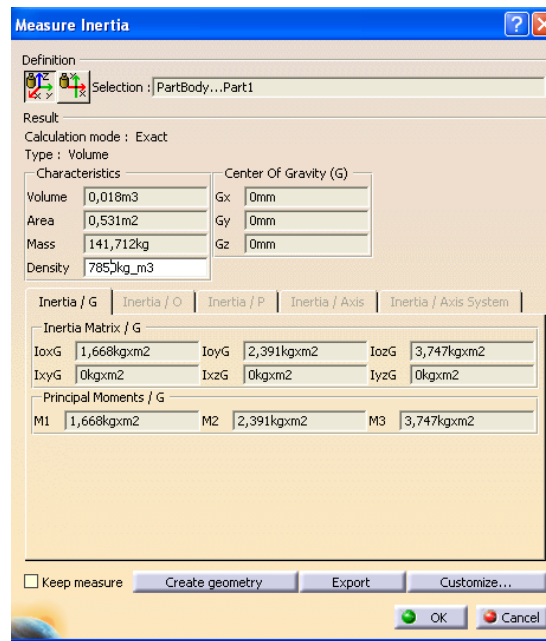 Measure Inertia
Definition
Selection : PartBody...Part1
Result
Calculation mode : Exact
Type : Volume
Characteristics Center Of Gravity (G)
Volume 0,018m3 Gx 0mm
Area 0,531m2 Gy 0mm
Mass 141,712kg Gz 0mm
Density kg_m3
Inertia / G Inertia / O Inertia / P Inertia / Axis Inertia / Axis System
Inertia Matrix / G
IoxG 1,668kgxm2 IoyG 2,391kgxm2 IozG 3,747kgxm2
IxyG 0kgxm2 IxzG 0kgxm2 IyzG 0kgxm2
Principal Moments / G
M1 1,668kgxm2 M2 2,391kgxm2 M3 3,747kgxm2
Keep measure Create geometry Export Customize...
OK Cancel